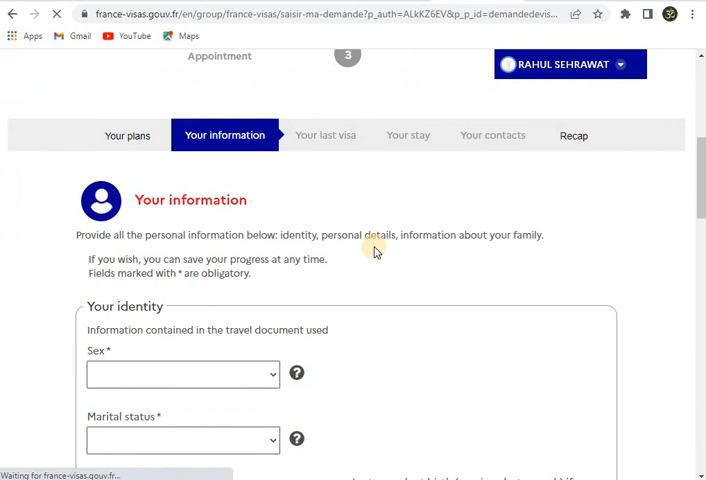 france-visas.gouv.fr/en/group/france-visas/saisir-ma-demande?p_auth=ALkKZ6EV&p_p_id=demandedevis...
Apps Gmail YouTube Maps
Appointment 3
RAHUL SEHRAWAT
Your plans Your information Your last visa Your stay Your contacts Recap
Your information
Provide all the personal information below: identity, personal details, information about your family.
If you wish, you can save your progress at any time.
Fields marked with * are obligatory.
Your identity
Information contained in the travel document used
Sex *
?
Marital status *
?
Waiting for france-visas.gouv.fr...